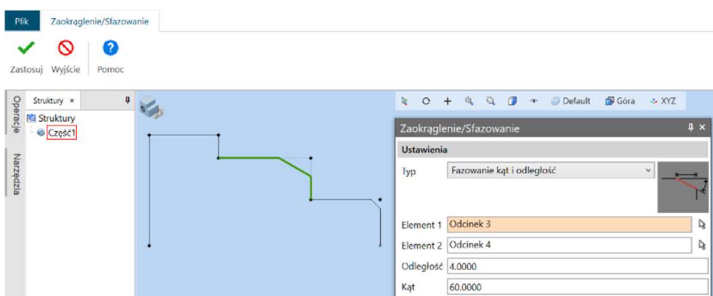 Plik Zaokrąglenie/Sfazowanie
Zastosuj Wyjście Pomoc
Operacje
Narzędzia
Struktury
Struktury
Część1
Default Góra XYZ
Zaokrąglenie/Sfazowanie
Ustawienia
Typ Fazowanie kąt i odległość
Element 1 Odcinek 3
Element 2 Odcinek 4
Odległość 4.0000
Kąt 60.0000